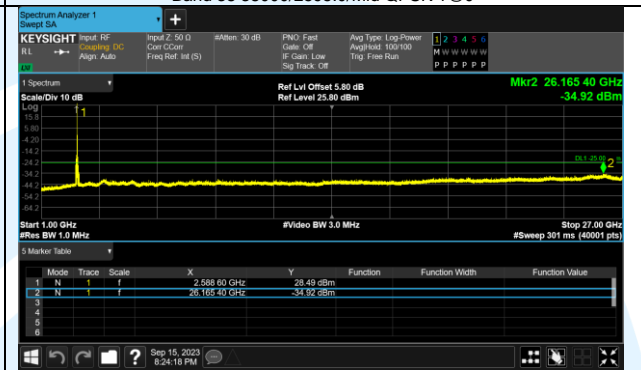 Spectrum Analyzer 1
Swept SA
+
KEYSIGHT Input: RF Input Z: 50 Ω #Atten: 30 dB PNO: Fast Avg Type: Log-Power 1 2 3 4 5 6
RL Coupling: DC Corr CCorr Gate: Off Avg|Hold: 100/100 M W W W W W
Align: Auto Freq Ref: Int (S) IF Gain: Low Trig: Free Run P P P P P P
Sig Track: Off
1 Spectrum
Ref Lvl Offset 5.80 dB Mkr2 26.165 40 GHz
Scale/Div 10 dB Ref Level 25.80 dBm -34.92 dBm
Log
15.8
5.80
-4.20
-14.2
-24.2
-34.2
-44.2
-54.2
-64.2
1
DL1 -25.00
2
Start 1.00 GHz #Video BW 3.0 MHz Stop 27.00 GHz
#Res BW 1.0 MHz #Sweep 301 ms (40001 pts)
5 Marker Table
Mode Trace Scale X Y Function Function Width Function Value
1 N 1 f 2.588 60 GHz 28.49 dBm
2 N 1 f 26.165 40 GHz -34.92 dBm
3
4
5
6
? Sep 15, 2023
8:24:18 PM